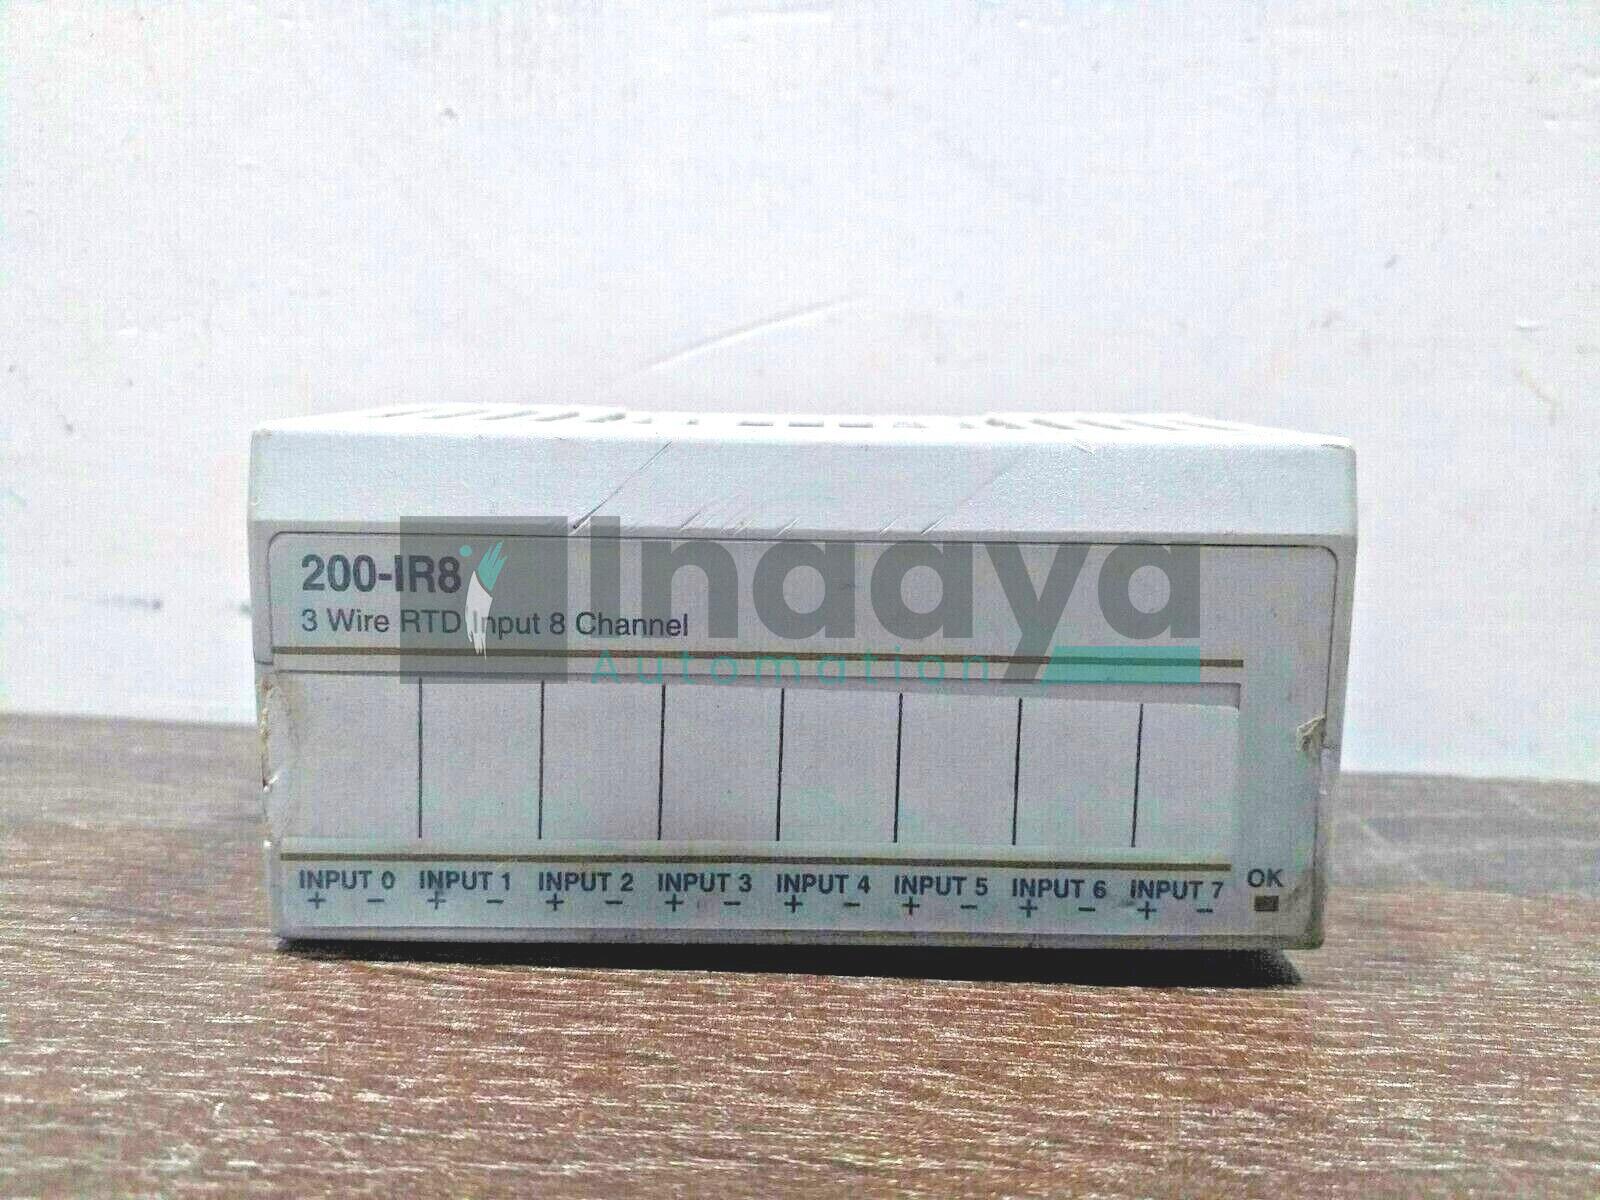 200-IR8
3 Wire RTD Input 8 Channel
Inaaya
Automation
INPUT 0 INPUT 1 INPUT 2 INPUT 3 INPUT 4 INPUT 5 INPUT 6 INPUT 7 OK
+ − + − + − + − + − + − + − + −